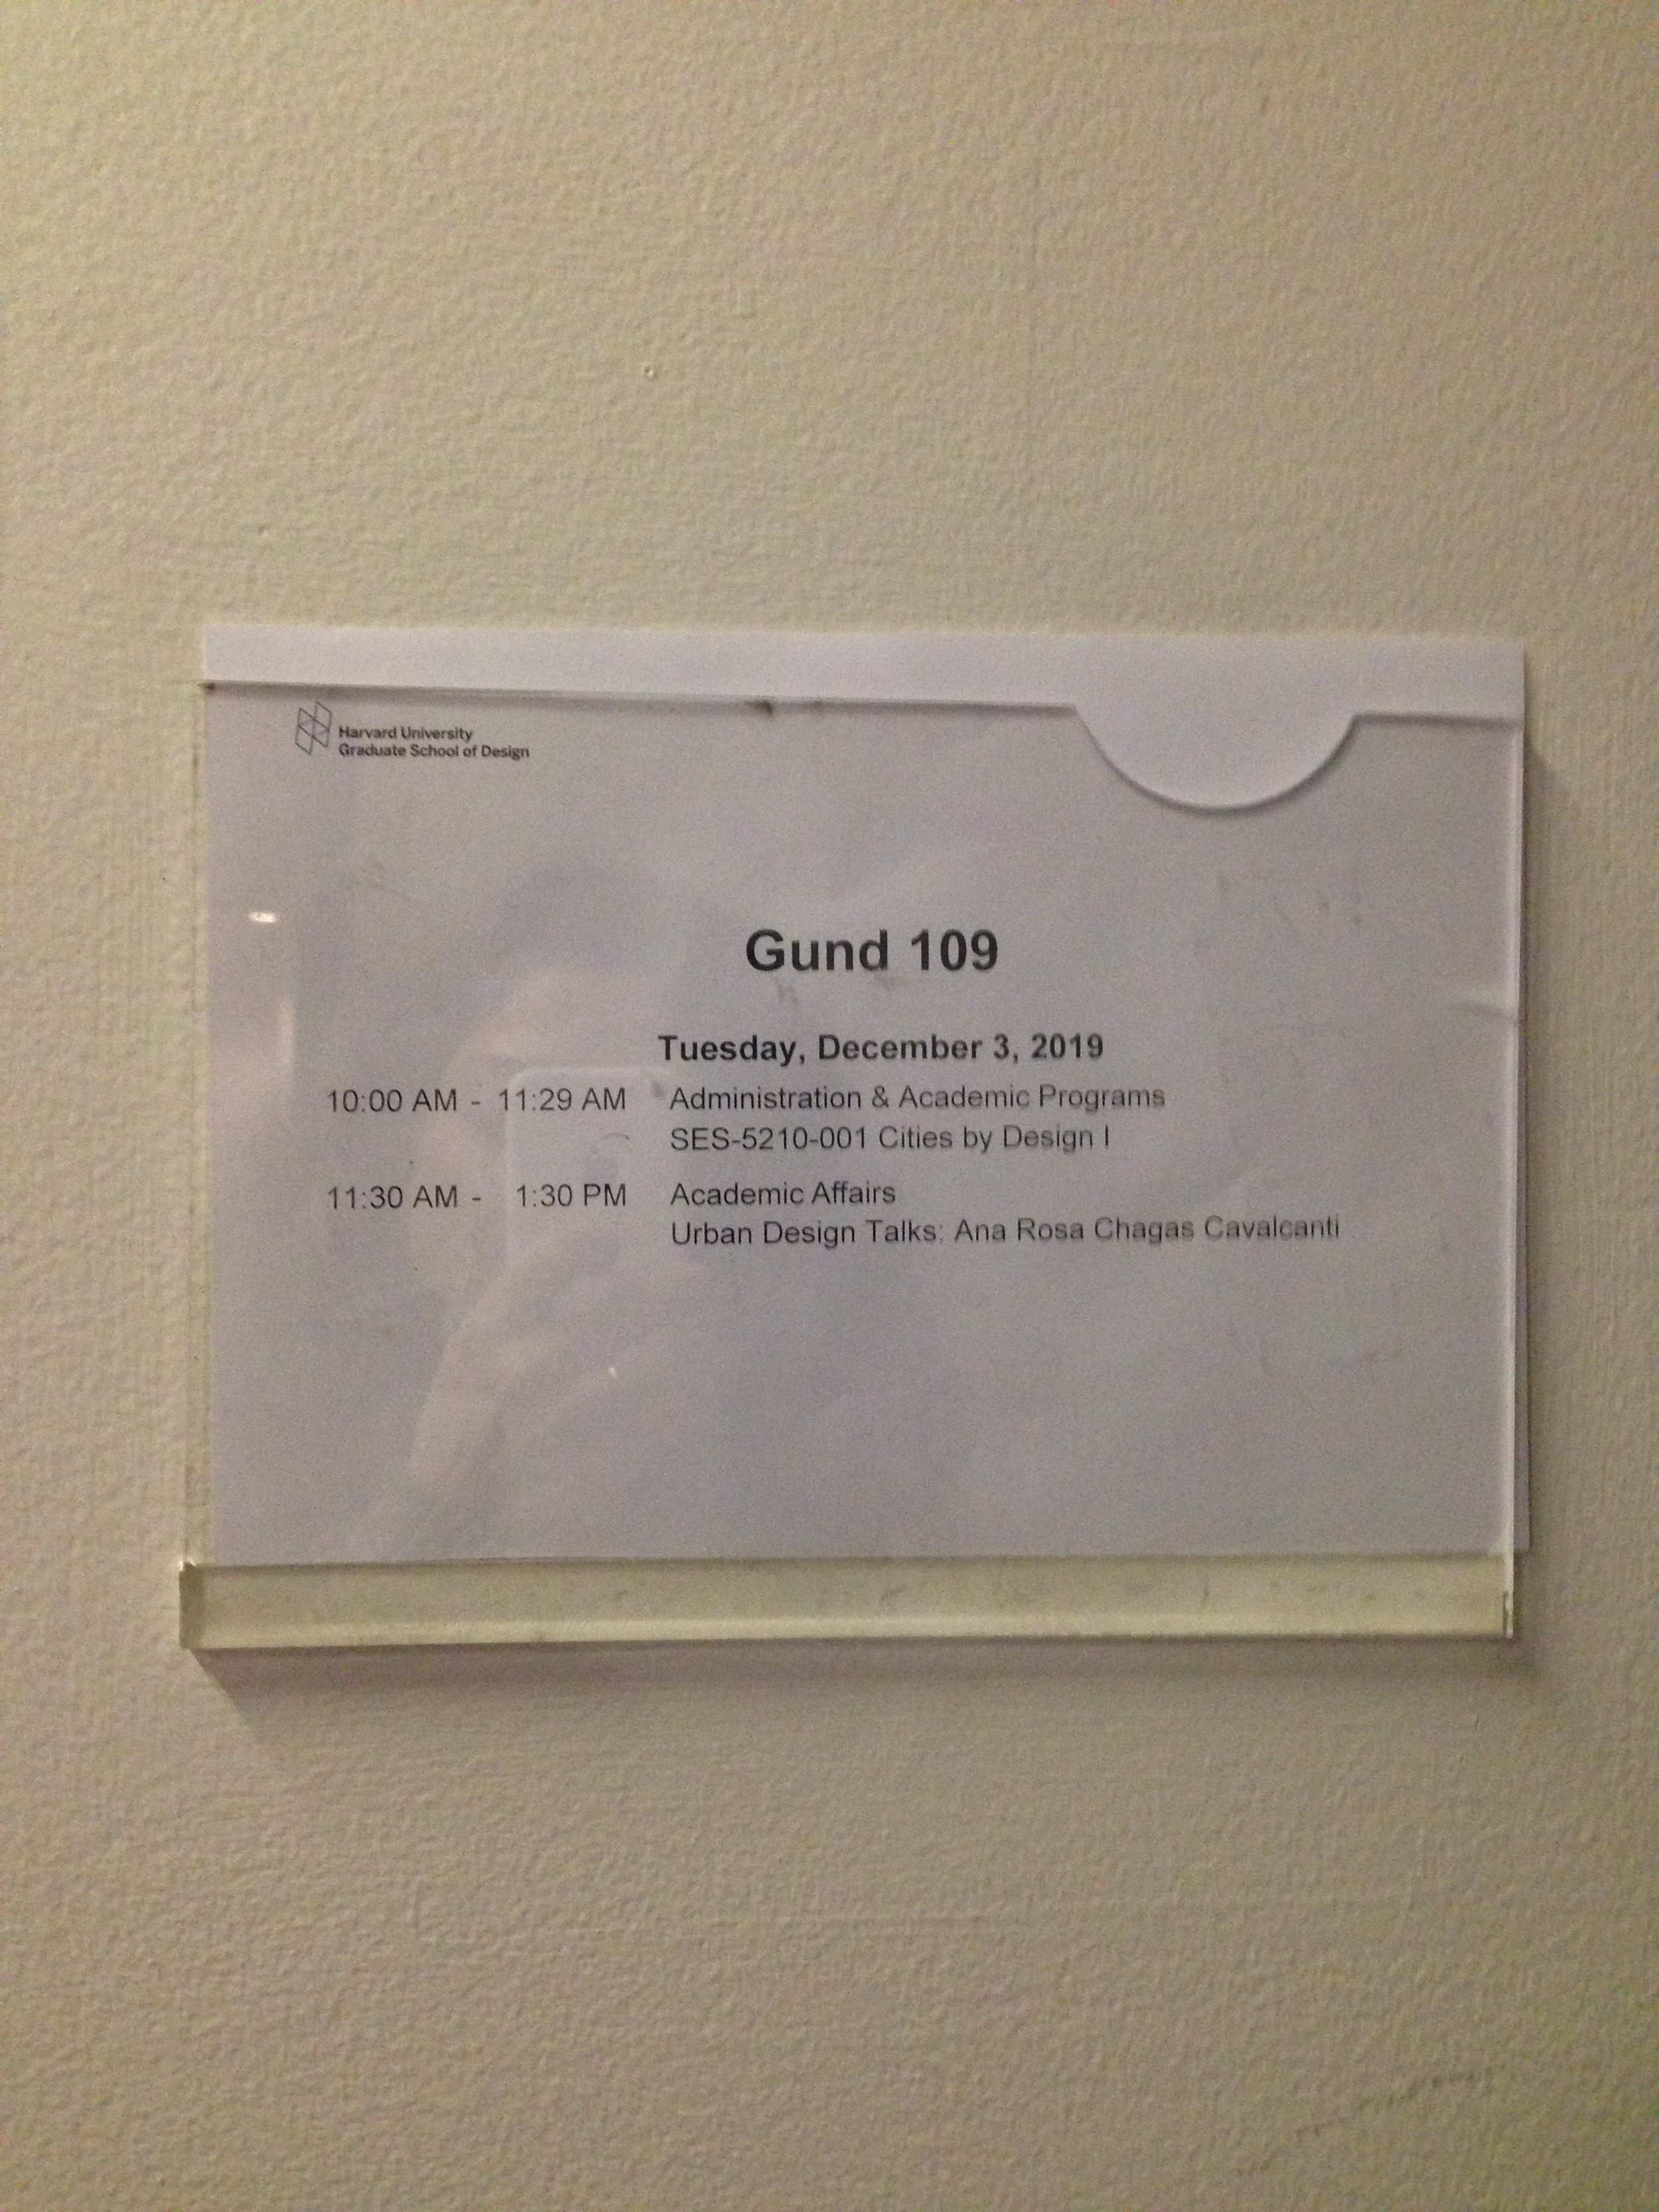 Harvard University
Graduate School of Design
Gund 109
Tuesday, December 3, 2019
10:00 AM - 11:29 AM Administration & Academic Programs
SES-5210-001 Cities by Design I
11:30 AM - 1:30 PM Academic Affairs
Urban Design Talks: Ana Rosa Chagas Cavalcanti